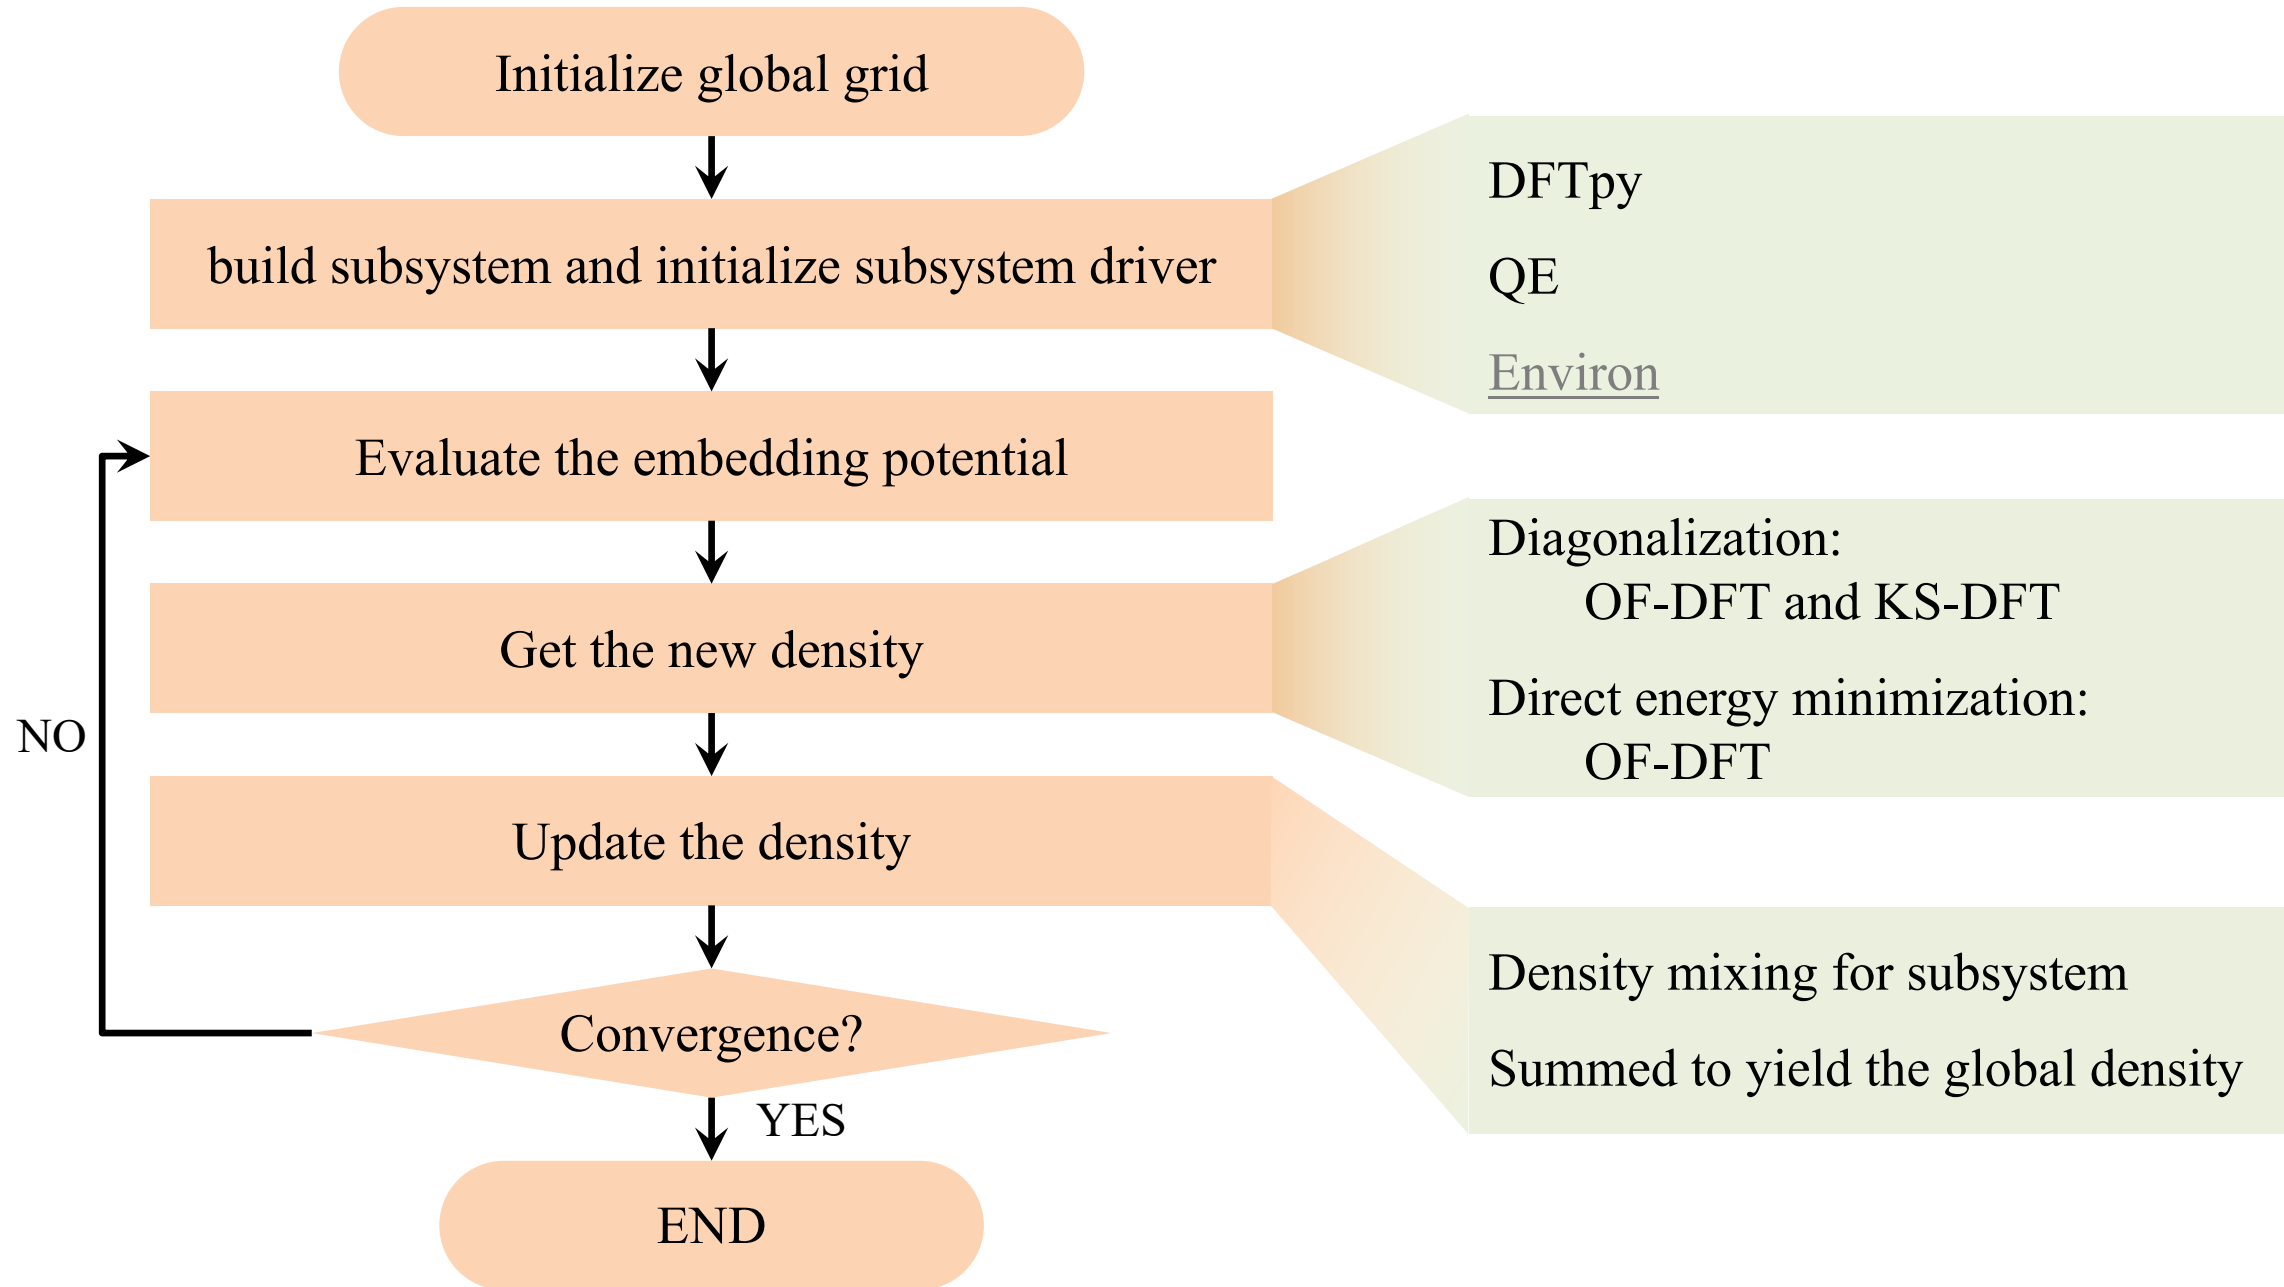 Initialize global grid
build subsystem and initialize subsystem driver
Evaluate the embedding potential
Get the new density
Update the density
Convergence?
NO
YES
END
DFTpy
QE
Environ
Diagonalization:
OF-DFT and KS-DFT
Direct energy minimization:
OF-DFT
Density mixing for subsystem
Summed to yield the global density